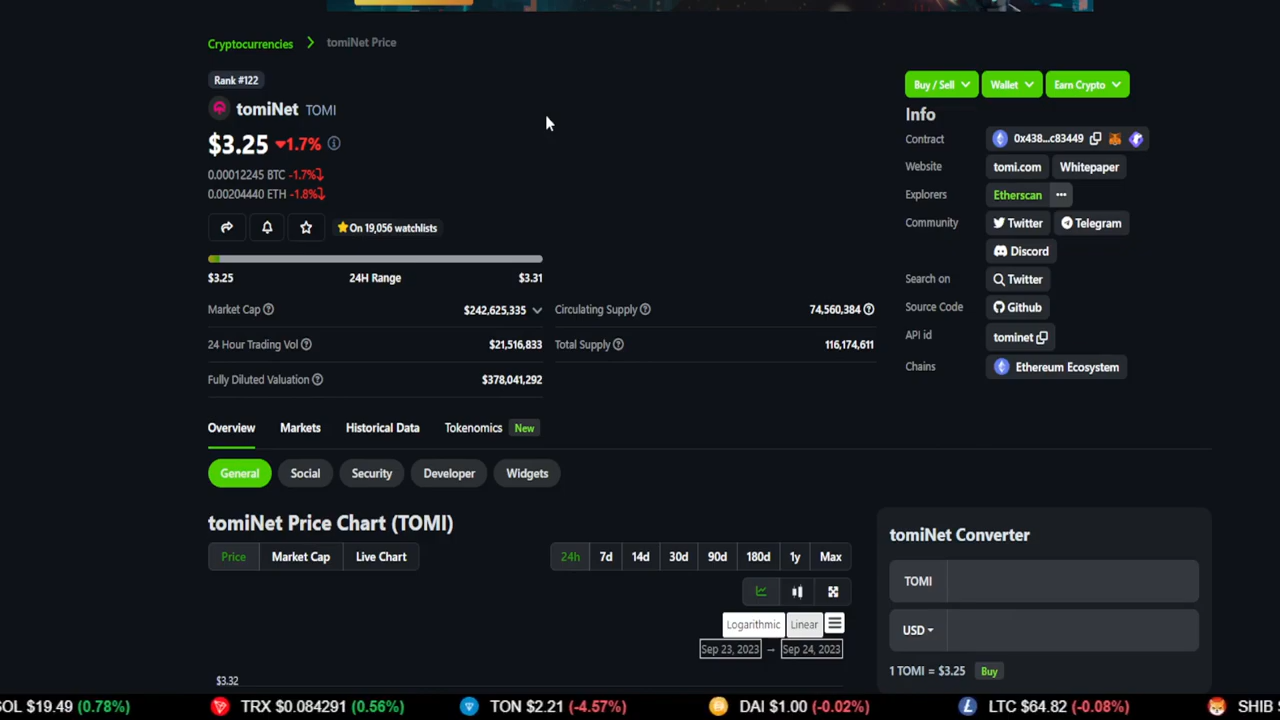 Cryptocurrencies > tomiNet Price
Rank #122
tomiNet TOMI
$3.25 1.7%
0.00012245 BTC -1.7%
0.00204440 ETH -1.8%
On 19,056 watchlists
$3.25 24H Range $3.31
Market Cap $242,625,335
24 Hour Trading Vol $21,516,833
Fully Diluted Valuation $378,041,292
Circulating Supply 74,560,384
Total Supply 116,174,611
Buy / Sell Wallet Earn Crypto
Info
Contract 0x438...c83449
Website tomi.com Whitepaper
Explorers Etherscan •••
Community Twitter Telegram
Discord
Search on Twitter
Source Code Github
API id tominet
Chains Ethereum Ecosystem
Overview Markets Historical Data Tokenomics New
General Social Security Developer Widgets
tomiNet Price Chart (TOMI)
Price Market Cap Live Chart
24h 7d 14d 30d 90d 180d 1y Max
Logarithmic Linear
Sep 23, 2023 → Sep 24, 2023
$3.32
tomiNet Converter
TOMI
USD
1 TOMI = $3.25 Buy
SOL $19.49 (0.78%) TRX $0.084291 (0.56%) TON $2.21 (-4.57%) DAI $1.00 (-0.02%) LTC $64.82 (-0.08%) SHIB